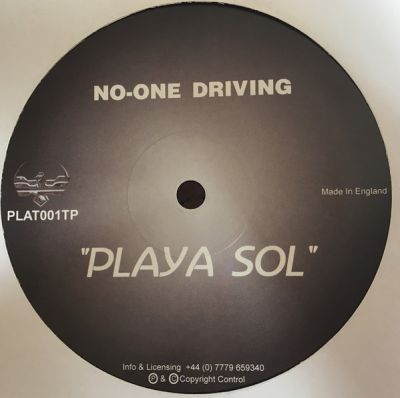 NO-ONE DRIVING
Made In England
PLAT001TP
"PLAYA SOL"
Info & Licensing +44 (0) 7779 659340
℗ & © Copyright Control